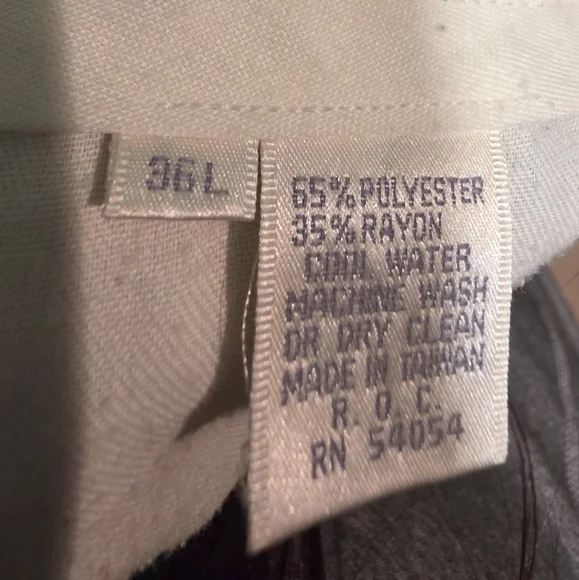 36L
65% POLYESTER
35% RAYON
COOL WATER
MACHINE WASH
OR DRY CLEAN
MADE IN TAIWAN
R. O. C.
RN 54054